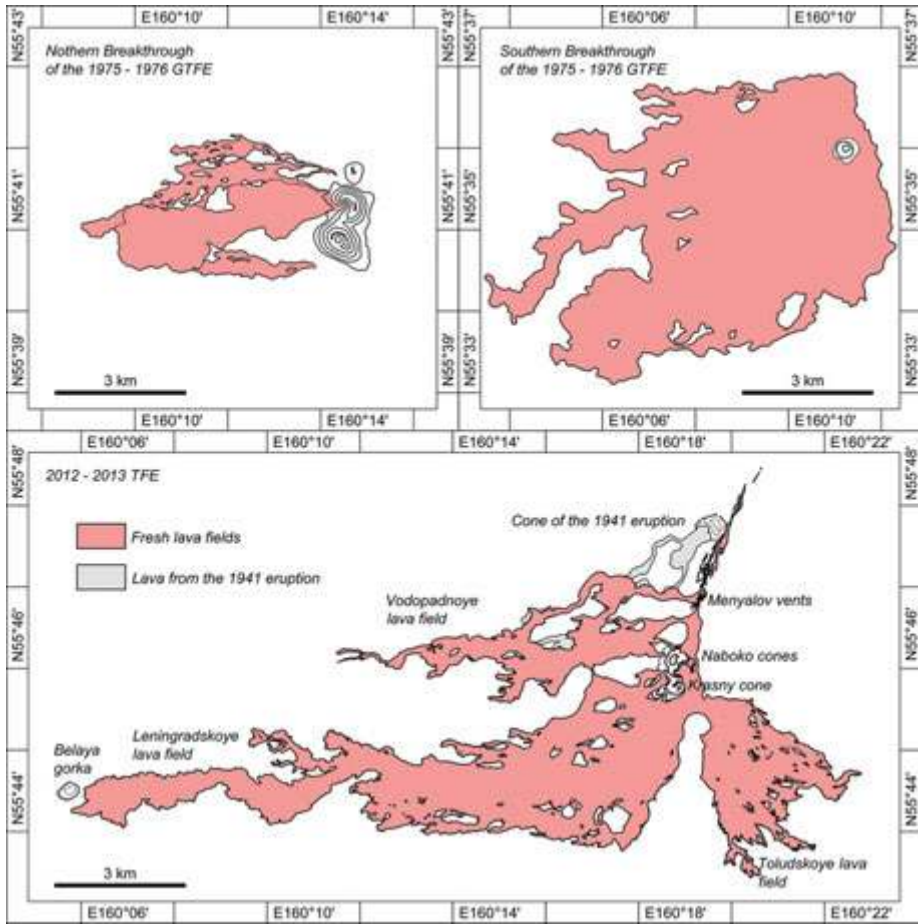 E160°10' E160°14'
N55°43' N55°43'
Nothern Breakthrough
of the 1975 - 1976 GTFE
N55°41' N55°41'
N55°39' N55°39'
3 km
E160°10' E160°14'
E160°06' E160°10'
N55°37' N55°37'
Southern Breakthrough
of the 1975 - 1976 GTFE
N55°35' N55°35'
N55°33' N55°33'
3 km
E160°06' E160°10'
E160°06' E160°10' E160°14' E160°18' E160°22'
N55°48' N55°48'
2012 - 2013 TFE
Cone of the 1941 eruption
Fresh lava fields
Lava from the 1941 eruption
Vodopadnoye
lava field
Menyalov vents
N55°46' N55°46'
Naboko cones
Krasny cone
Leningradskoye
lava field
Belaya
gorka
N55°44' N55°44'
Toludskoye lava
field
3 km
E160°06' E160°10' E160°14' E160°18' E160°22'